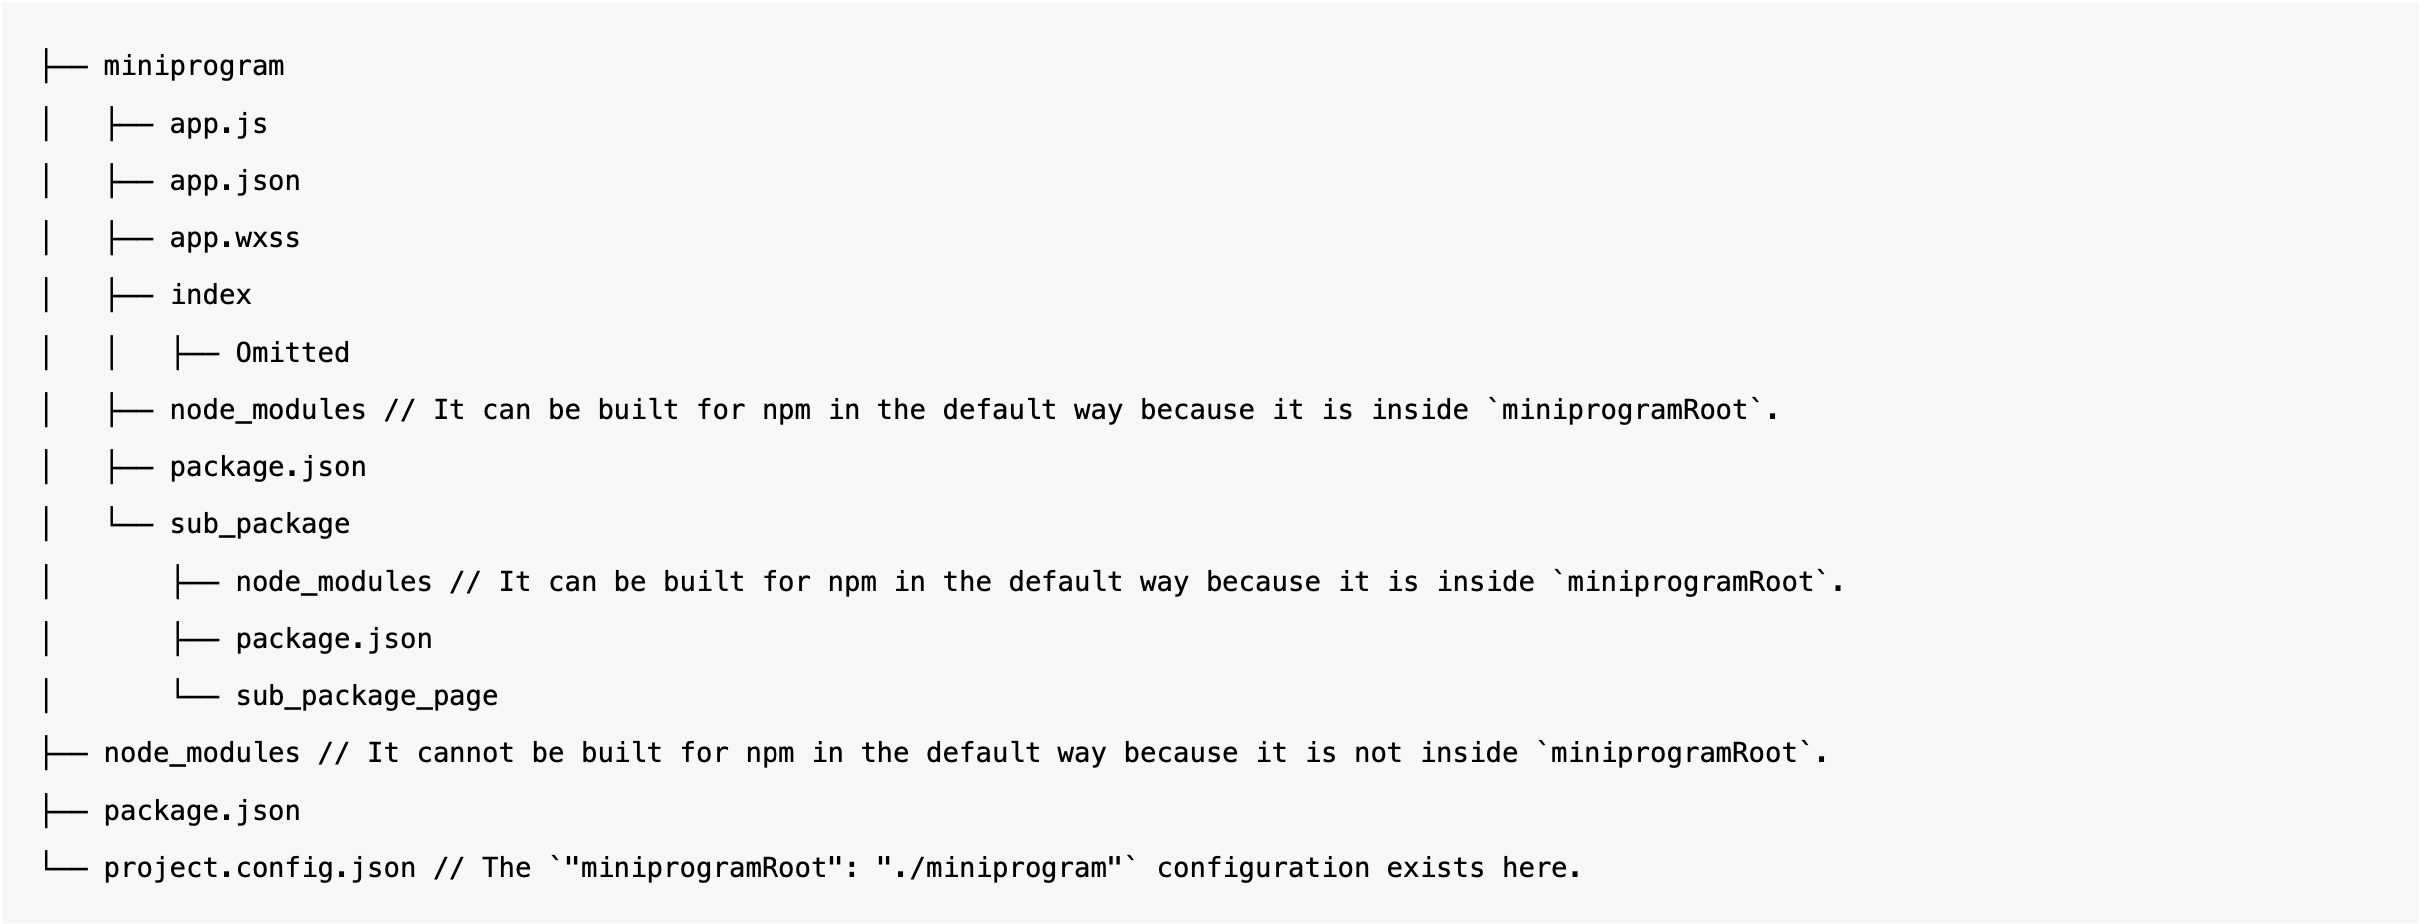 ├── miniprogram
│   ├── app.js
│   ├── app.json
│   ├── app.wxss
│   ├── index
│   │   ├── Omitted
│   ├── node_modules // It can be built for npm in the default way because it is inside `miniprogramRoot`.
│   ├── package.json
│   └── sub_package
│       ├── node_modules // It can be built for npm in the default way because it is inside `miniprogramRoot`.
│       ├── package.json
│       └── sub_package_page
├── node_modules // It cannot be built for npm in the default way because it is not inside `miniprogramRoot`.
├── package.json
└── project.config.json // The `"miniprogramRoot": "./miniprogram"` configuration exists here.